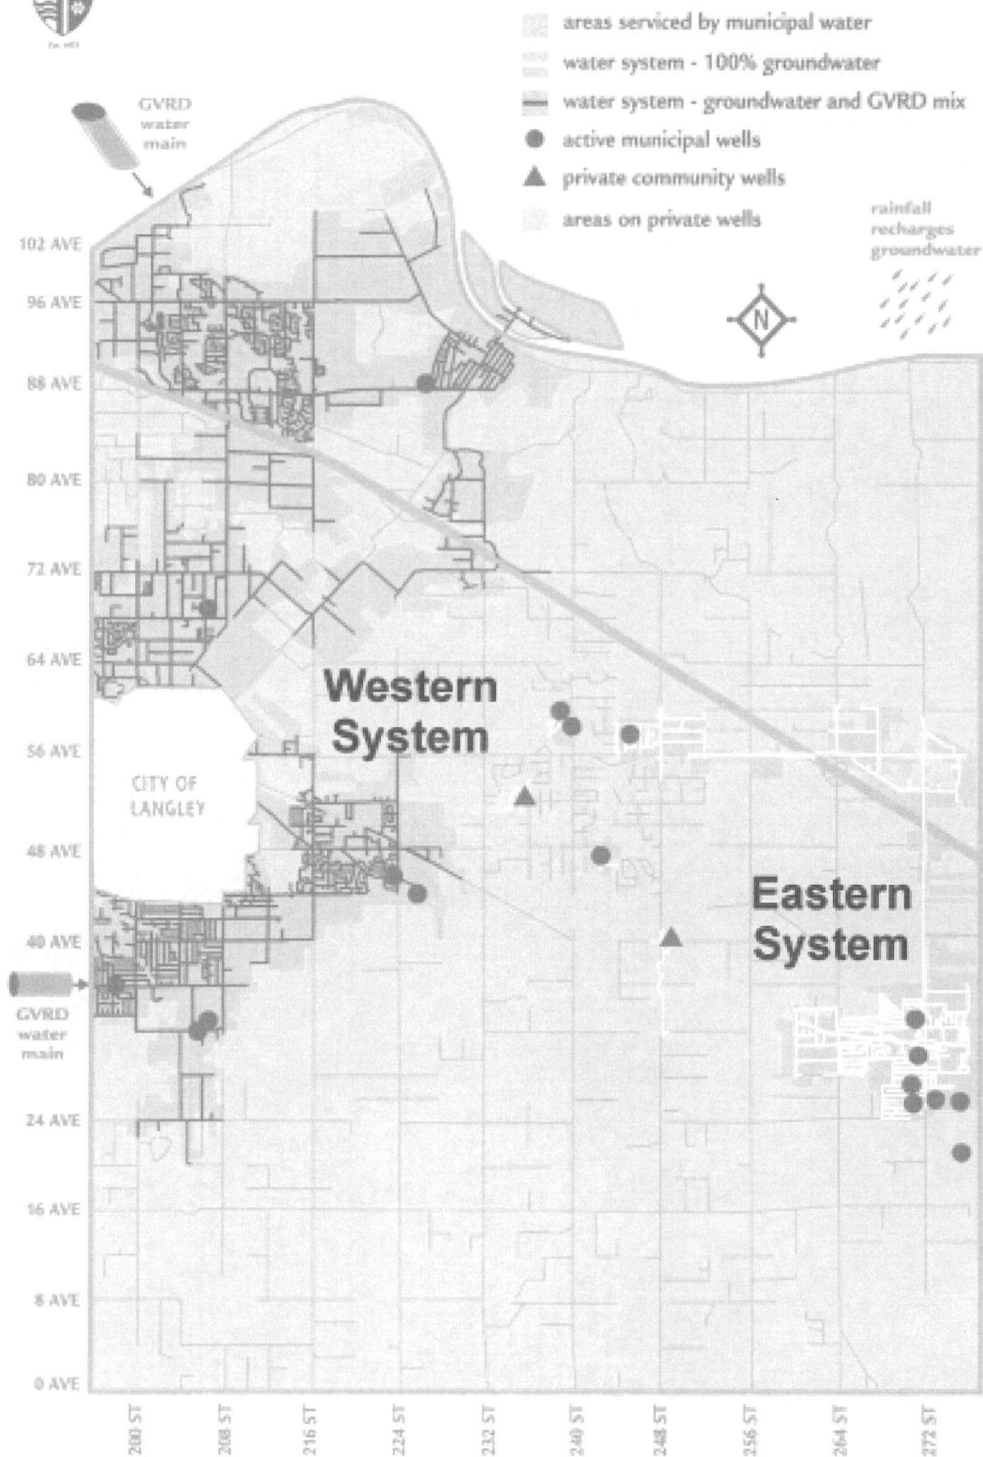 Est. 1873
areas serviced by municipal water
water system - 100% groundwater
water system - groundwater and GVRD mix
active municipal wells
private community wells
areas on private wells
GVRD
water
main
rainfall
recharges
groundwater
N
102 AVE
96 AVE
88 AVE
80 AVE
72 AVE
64 AVE
56 AVE
48 AVE
40 AVE
24 AVE
16 AVE
8 AVE
0 AVE
Western
System
CITY OF
LANGLEY
Eastern
System
GVRD
water
main
200 ST
208 ST
216 ST
224 ST
232 ST
240 ST
248 ST
256 ST
264 ST
272 ST